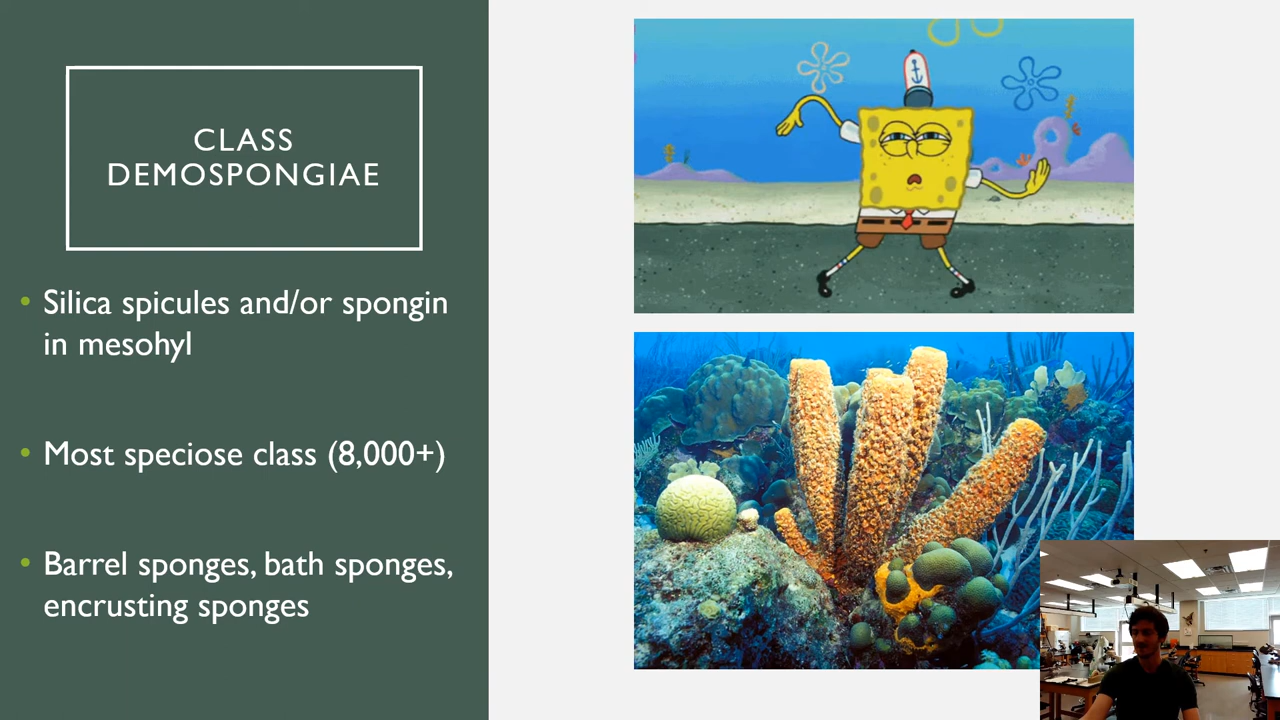 CLASS
DEMOSPONGIAE
• Silica spicules and/or spongin
in mesohyl
• Most speciose class (8,000+)
• Barrel sponges, bath sponges,
encrusting sponges